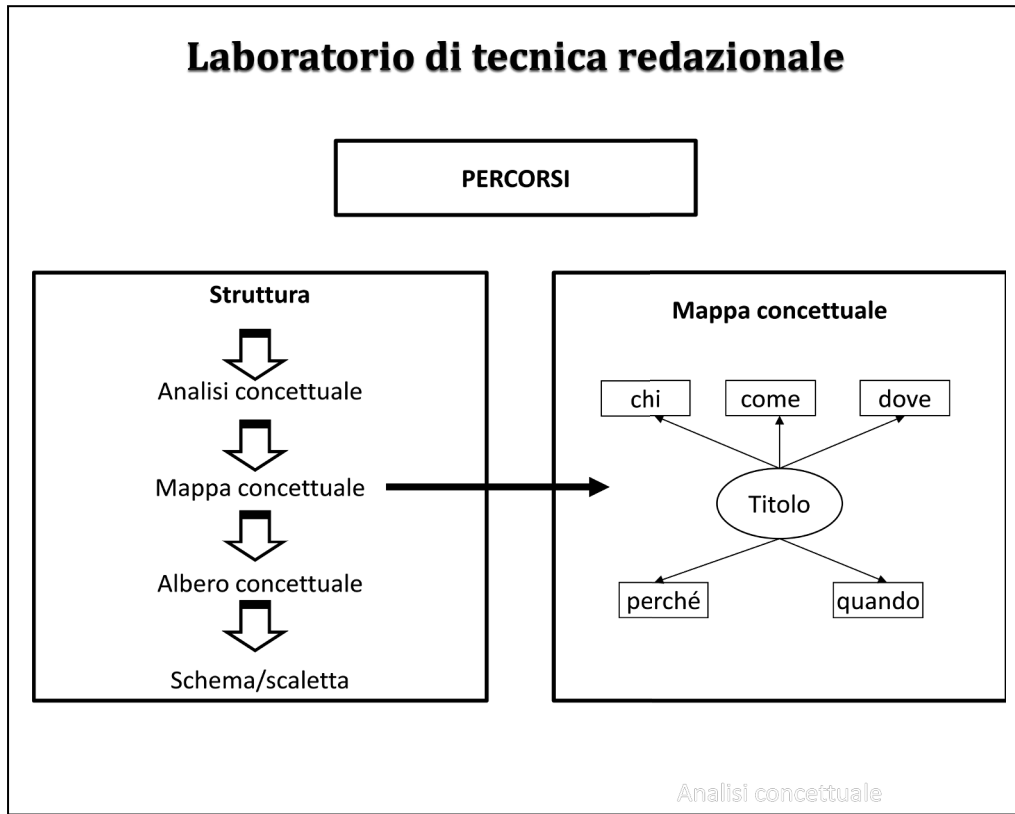 Laboratorio di tecnica redazionale
PERCORSI
Struttura
Analisi concettuale
Mappa concettuale
Albero concettuale
Schema/scaletta
Mappa concettuale
chi
come
dove
Titolo
perché
quando
Analisi concettuale